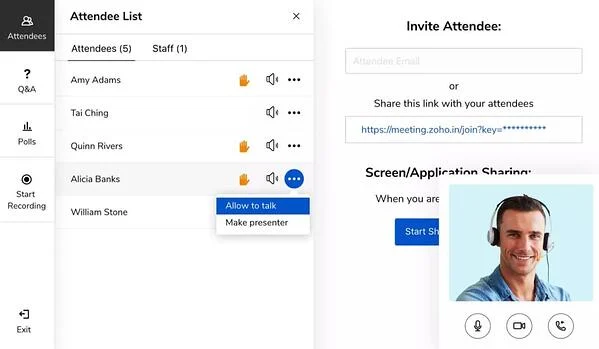 Attendees
Q&A
Polls
Start
Recording
Exit
Attendee List
Attendees (5)
Staff (1)
Amy Adams
Tai Ching
Quinn Rivers
Alicia Banks
Allow to talk
Make presenter
William Stone
Invite Attendee:
Attendee Email
or
Share this link with your attendees
https://meeting.zoho.in/join?key=**********
Screen/Application Sharing:
When you are
Start Sh